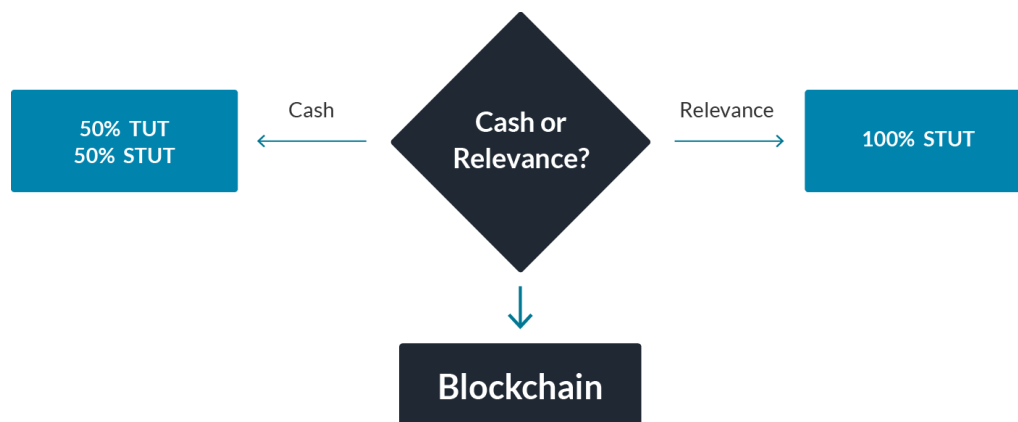 Cash
Relevance
50% TUT
50% STUT
Cash or
Relevance?
100% STUT
Blockchain